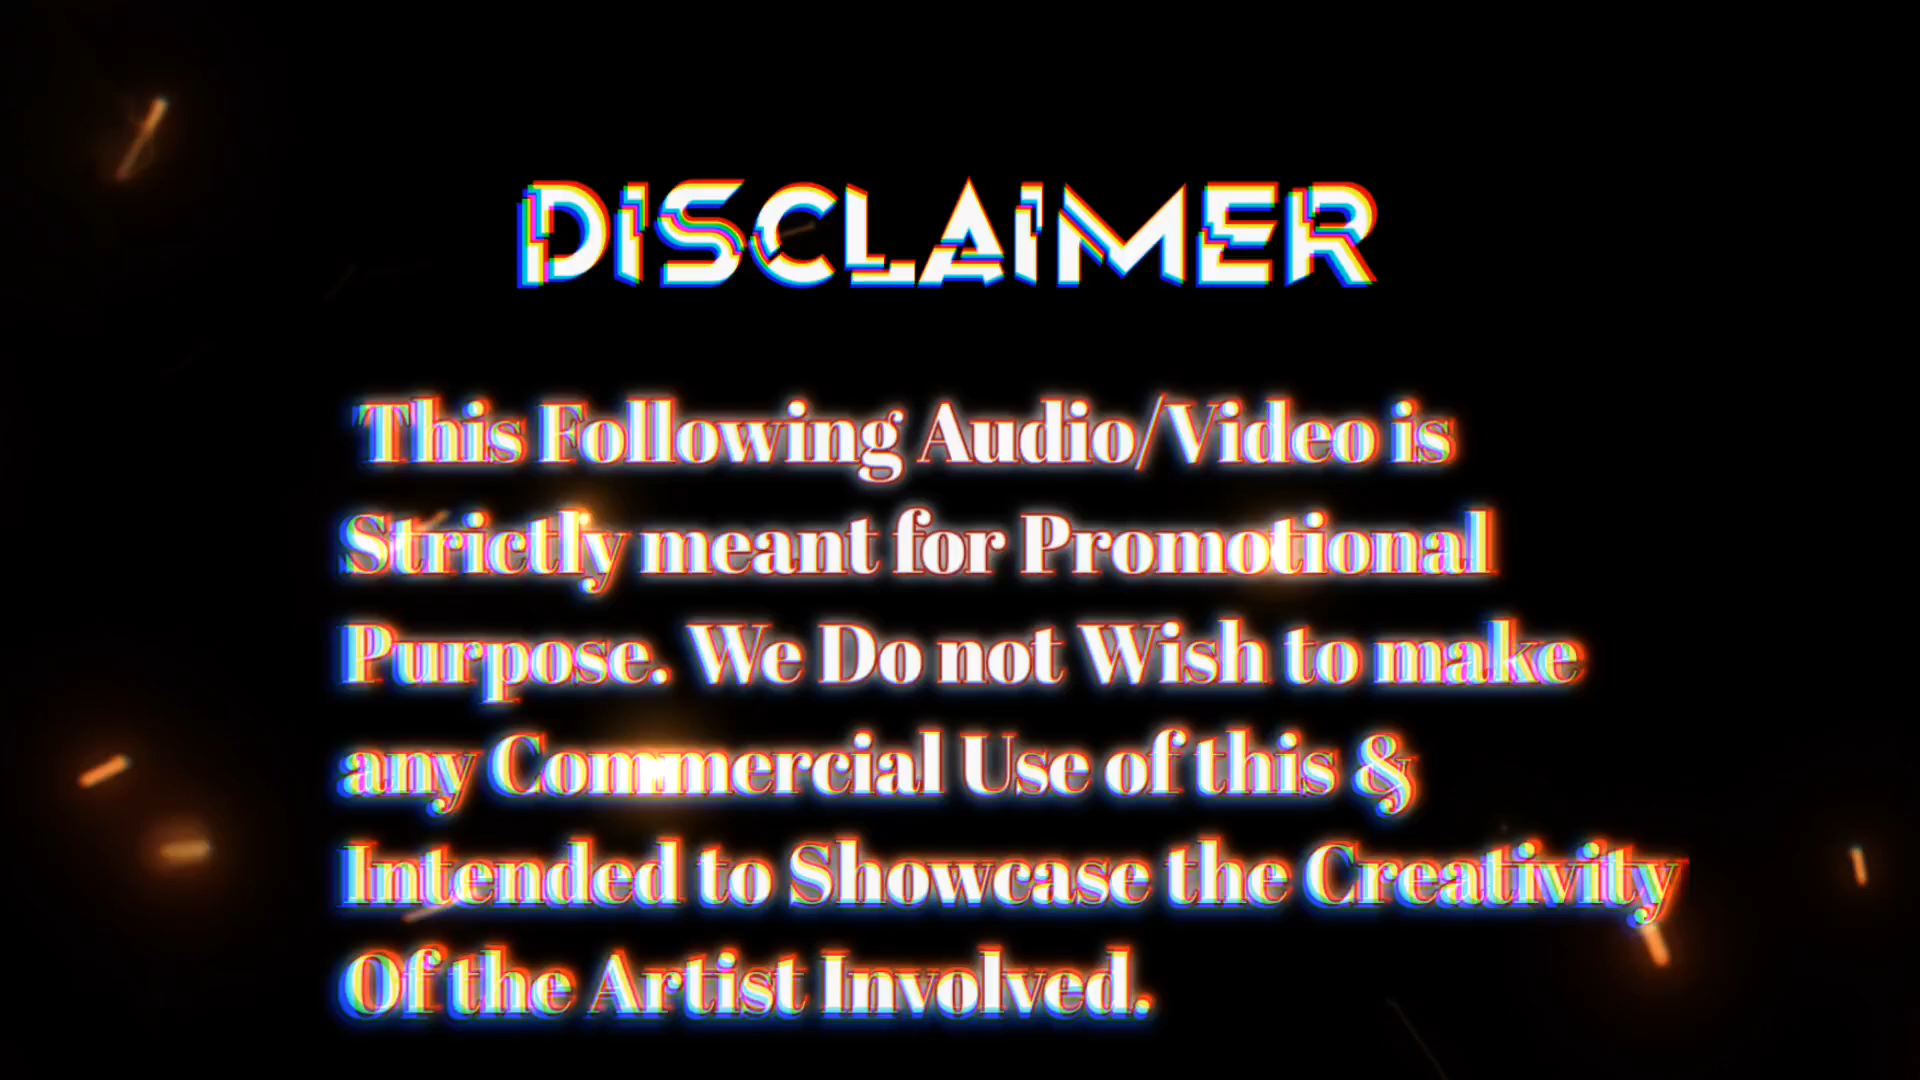 DISCLAIMER
This Following Audio/Video is
Strictly meant for Promotional
Purpose. We Do not Wish to make
any Commercial Use of this &
Intended to Showcase the Creativity
Of the Artist Involved.